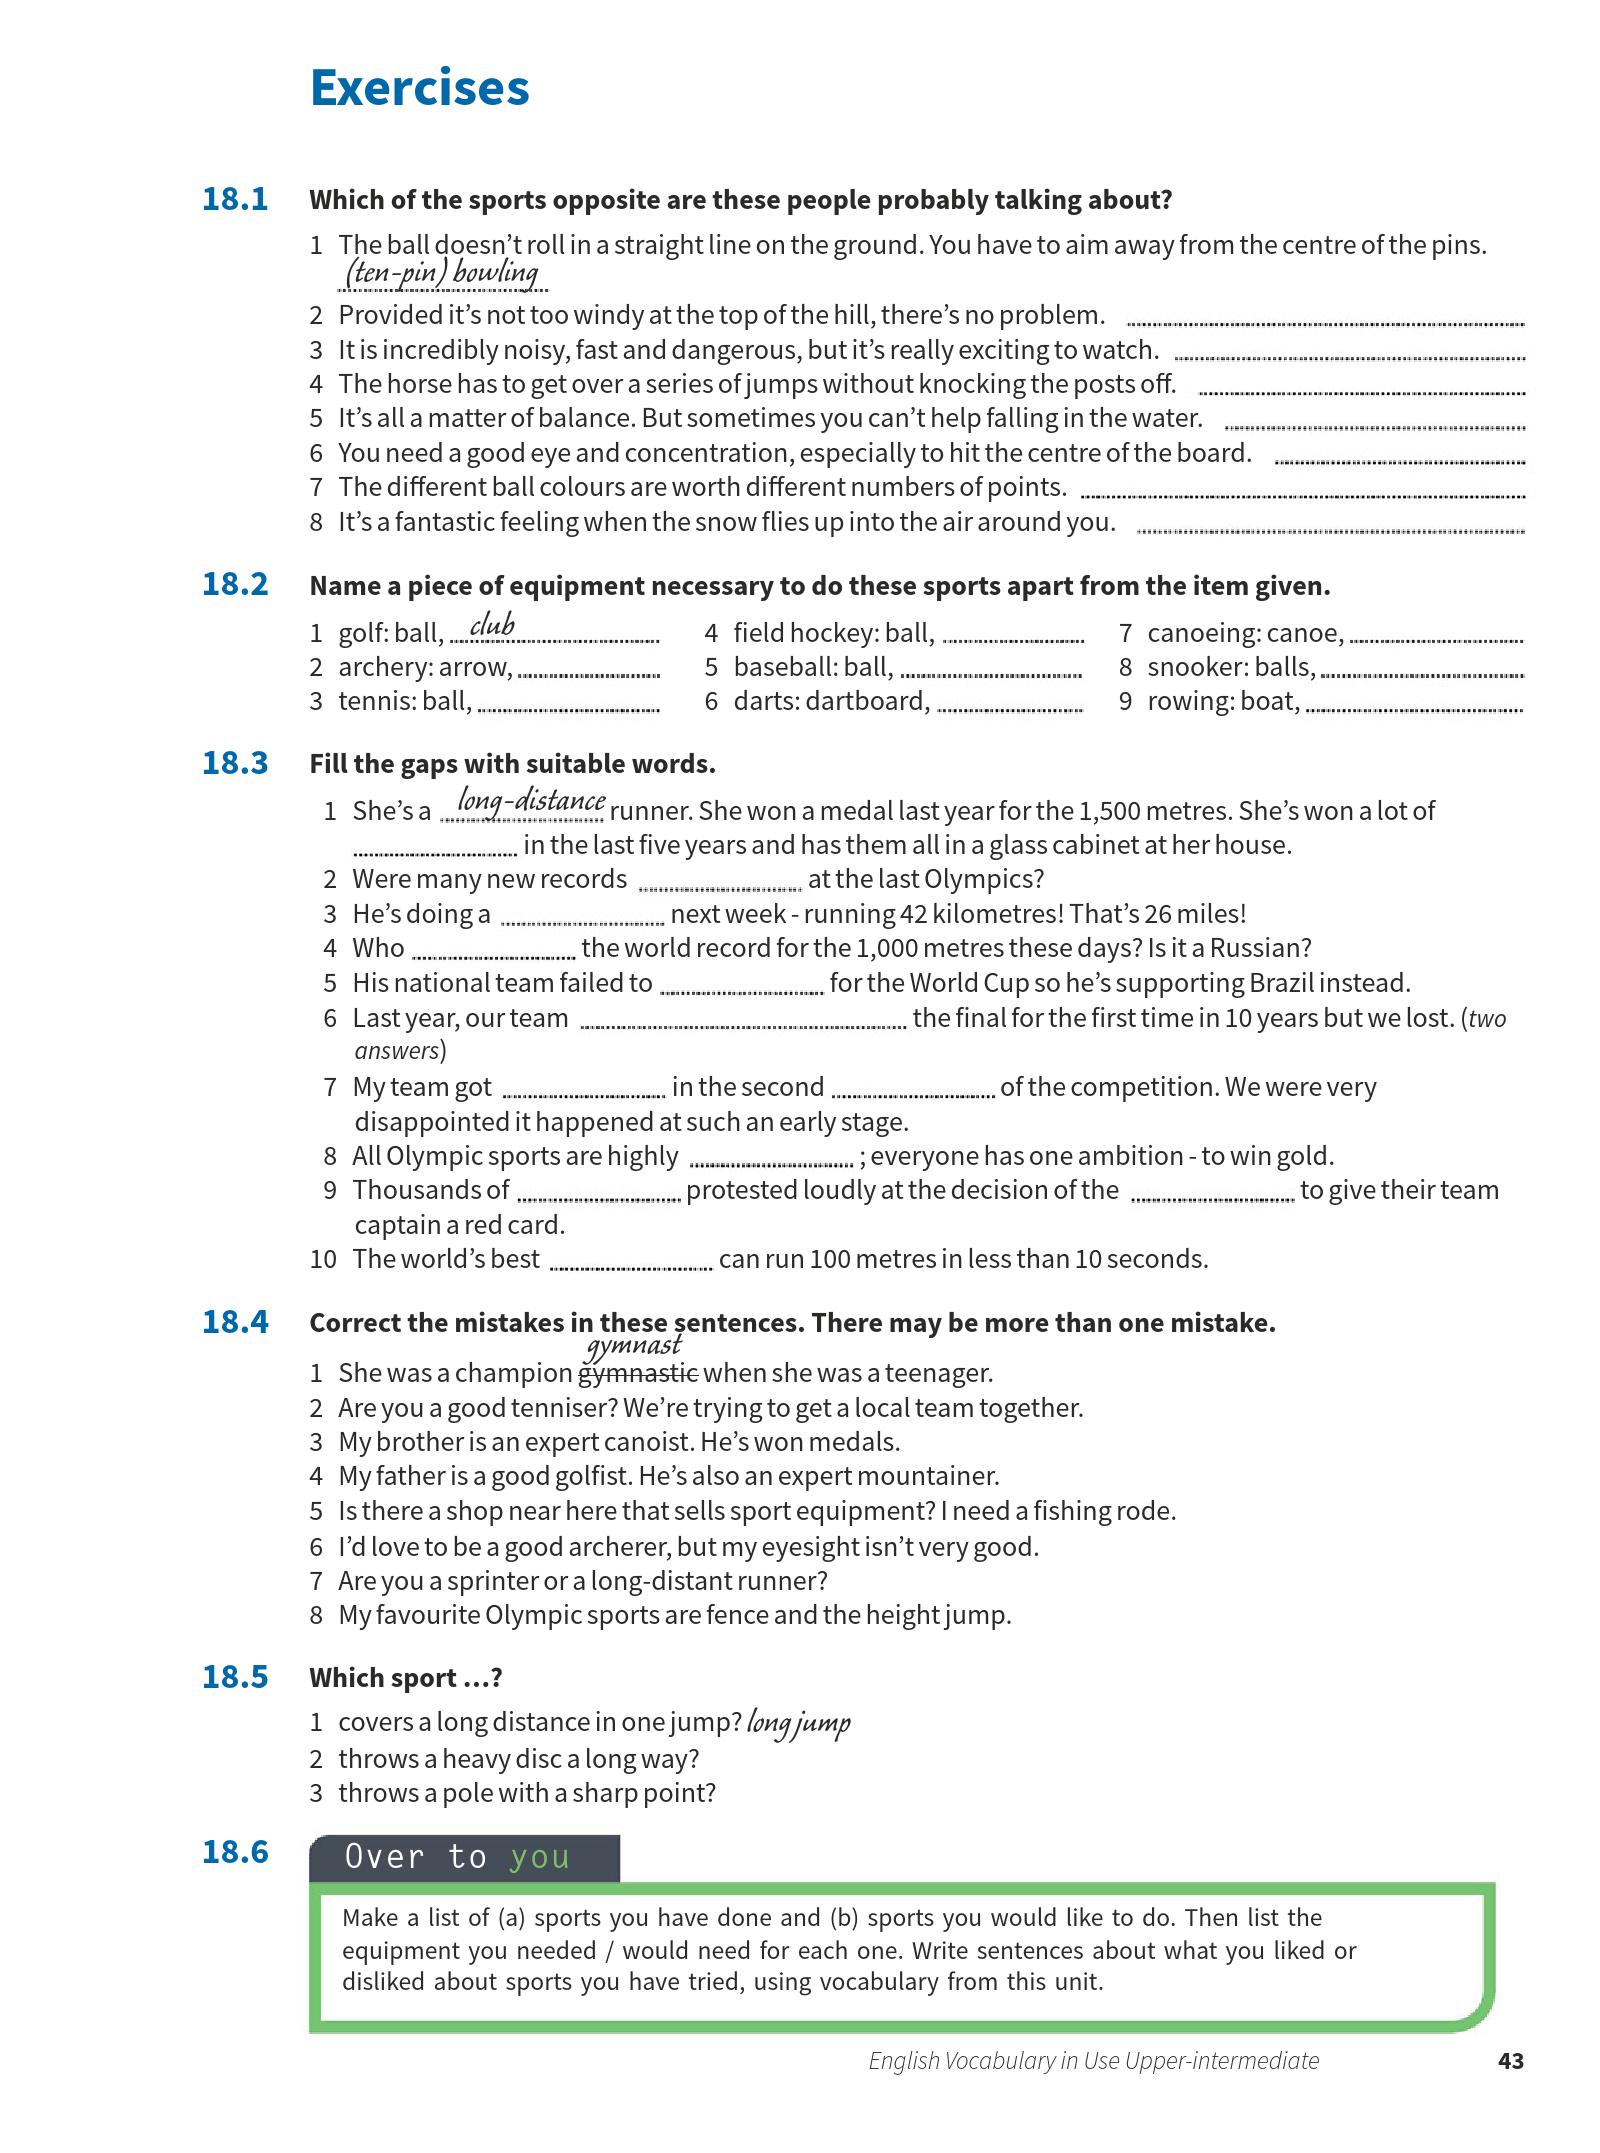 Exercises
18.1 Which of the sports opposite are these people probably talking about?
1 The ball doesn't roll in a straight line on the ground. You have to aim away from the centre of the pins.
(ten-pin) bowling
2 Provided it's not too windy at the top of the hill, there's no problem.
3 It is incredibly noisy, fast and dangerous, but it's really exciting to watch.
4 The horse has to get over a series of jumps without knocking the posts off.
5 It's all a matter of balance. But sometimes you can't help falling in the water.
6 You need a good eye and concentration, especially to hit the centre of the board.
7 The different ball colours are worth different numbers of points.
8 It's a fantastic feeling when the snow flies up into the air around you.
18.2 Name a piece of equipment necessary to do these sports apart from the item given.
1 golf: ball, club 4 field hockey: ball, 7 canoeing: canoe,
2 archery: arrow, 5 baseball: ball, 8 snooker: balls,
3 tennis: ball, 6 darts: dartboard, 9 rowing: boat,
18.3 Fill the gaps with suitable words.
1 She's a long-distance runner. She won a medal last year for the 1,500 metres. She's won a lot of
in the last five years and has them all in a glass cabinet at her house.
2 Were many new records at the last Olympics?
3 He's doing a next week - running 42 kilometres! That's 26 miles!
4 Who the world record for the 1,000 metres these days? Is it a Russian?
5 His national team failed to for the World Cup so he's supporting Brazil instead.
6 Last year, our team the final for the first time in 10 years but we lost. (two
answers)
7 My team got in the second of the competition. We were very
disappointed it happened at such an early stage.
8 All Olympic sports are highly ; everyone has one ambition - to win gold.
9 Thousands of protested loudly at the decision of the to give their team
captain a red card.
10 The world's best can run 100 metres in less than 10 seconds.
18.4 Correct the mistakes in these sentences. There may be more than one mistake.
gymnast
1 She was a champion gymnastic when she was a teenager.
2 Are you a good tenniser? We're trying to get a local team together.
3 My brother is an expert canoist. He's won medals.
4 My father is a good golfist. He's also an expert mountainer.
5 Is there a shop near here that sells sport equipment? I need a fishing rode.
6 I'd love to be a good archerer, but my eyesight isn't very good.
7 Are you a sprinter or a long-distant runner?
8 My favourite Olympic sports are fence and the height jump.
18.5 Which sport ...?
1 covers a long distance in one jump? long jump
2 throws a heavy disc a long way?
3 throws a pole with a sharp point?
18.6 Over to you
Make a list of (a) sports you have done and (b) sports you would like to do. Then list the
equipment you needed / would need for each one. Write sentences about what you liked or
disliked about sports you have tried, using vocabulary from this unit.
English Vocabulary in Use Upper-intermediate 43